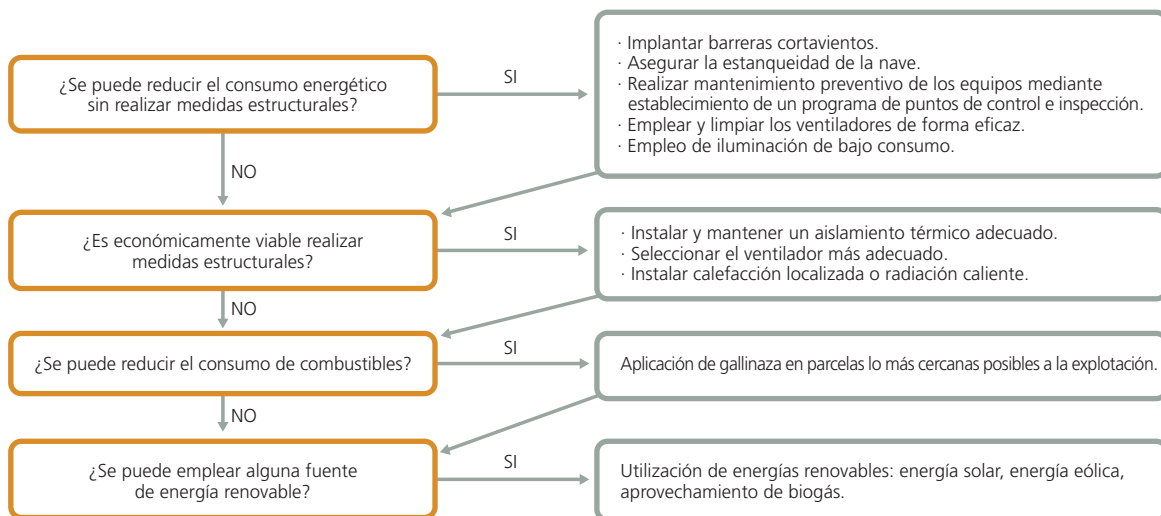 ¿Se puede reducir el consumo energético
sin realizar medidas estructurales?
SI
· Implantar barreras cortavientos.
· Asegurar la estanqueidad de la nave.
· Realizar mantenimiento preventivo de los equipos mediante
establecimiento de un programa de puntos de control e inspección.
· Emplear y limpiar los ventiladores de forma eficaz.
· Empleo de iluminación de bajo consumo.
NO
¿Es económicamente viable realizar
medidas estructurales?
SI
· Instalar y mantener un aislamiento térmico adecuado.
· Seleccionar el ventilador más adecuado.
· Instalar calefacción localizada o radiación caliente.
NO
¿Se puede reducir el consumo de combustibles?
SI
Aplicación de gallinaza en parcelas lo más cercanas posibles a la explotación.
NO
¿Se puede emplear alguna fuente
de energía renovable?
SI
Utilización de energías renovables: energía solar, energía eólica,
aprovechamiento de biogás.